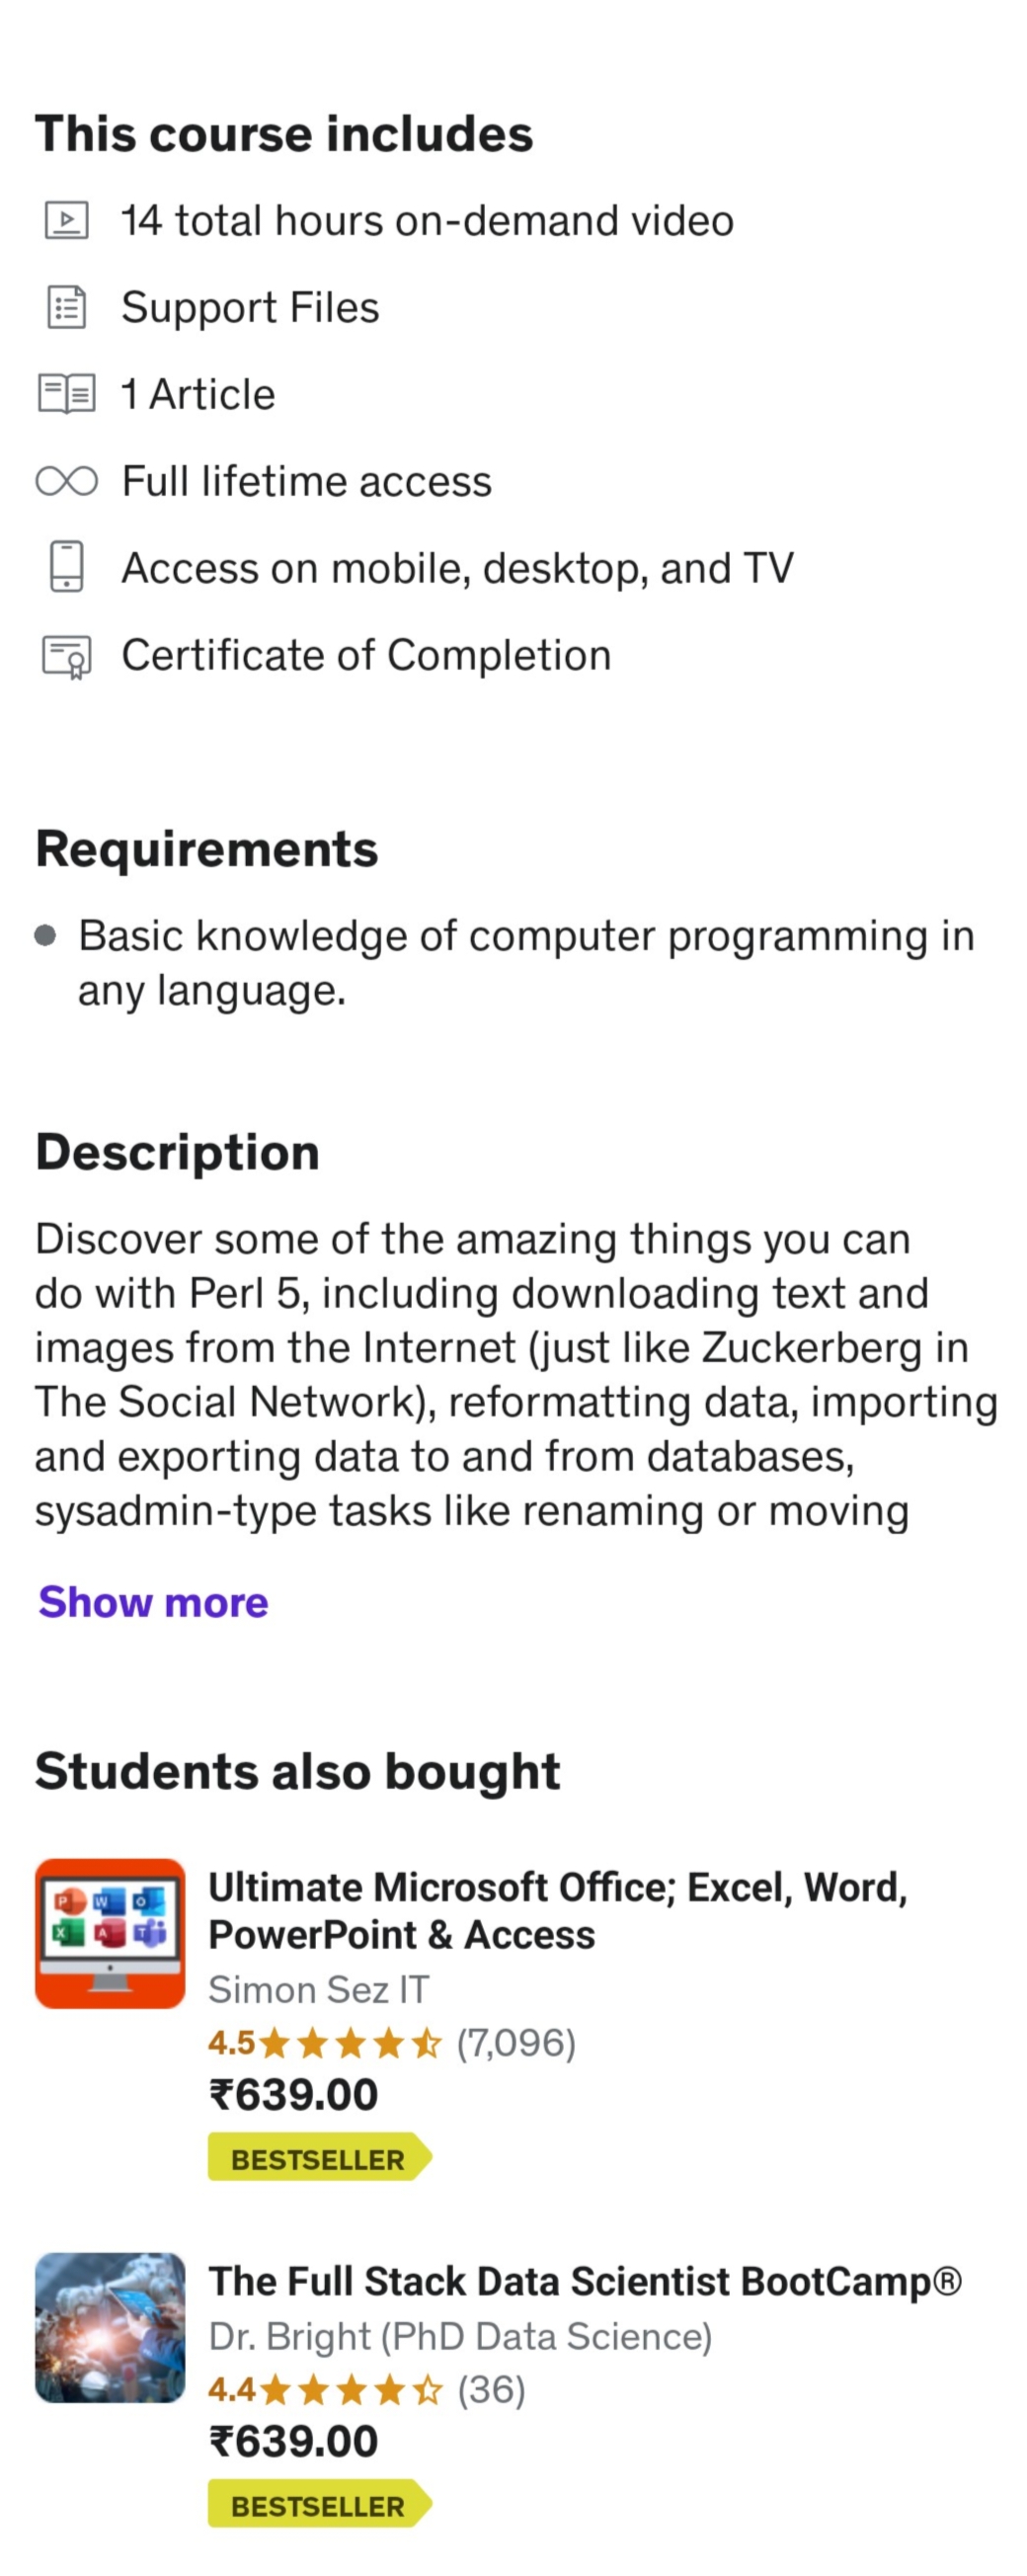 This course includes
14 total hours on-demand video
Support Files
1 Article
Full lifetime access
Access on mobile, desktop, and TV
Certificate of Completion
Requirements
Basic knowledge of computer programming in
any language.
Description
Discover some of the amazing things you can
do with Perl 5, including downloading text and
images from the Internet (just like Zuckerberg in
The Social Network), reformatting data, importing
and exporting data to and from databases,
sysadmin-type tasks like renaming or moving
Show more
Students also bought
P W O
X A T
Ultimate Microsoft Office; Excel, Word,
PowerPoint & Access
Simon Sez IT
4.5 (7,096)
₹639.00
BESTSELLER
The Full Stack Data Scientist BootCamp®
Dr. Bright (PhD Data Science)
4.4 (36)
₹639.00
BESTSELLER